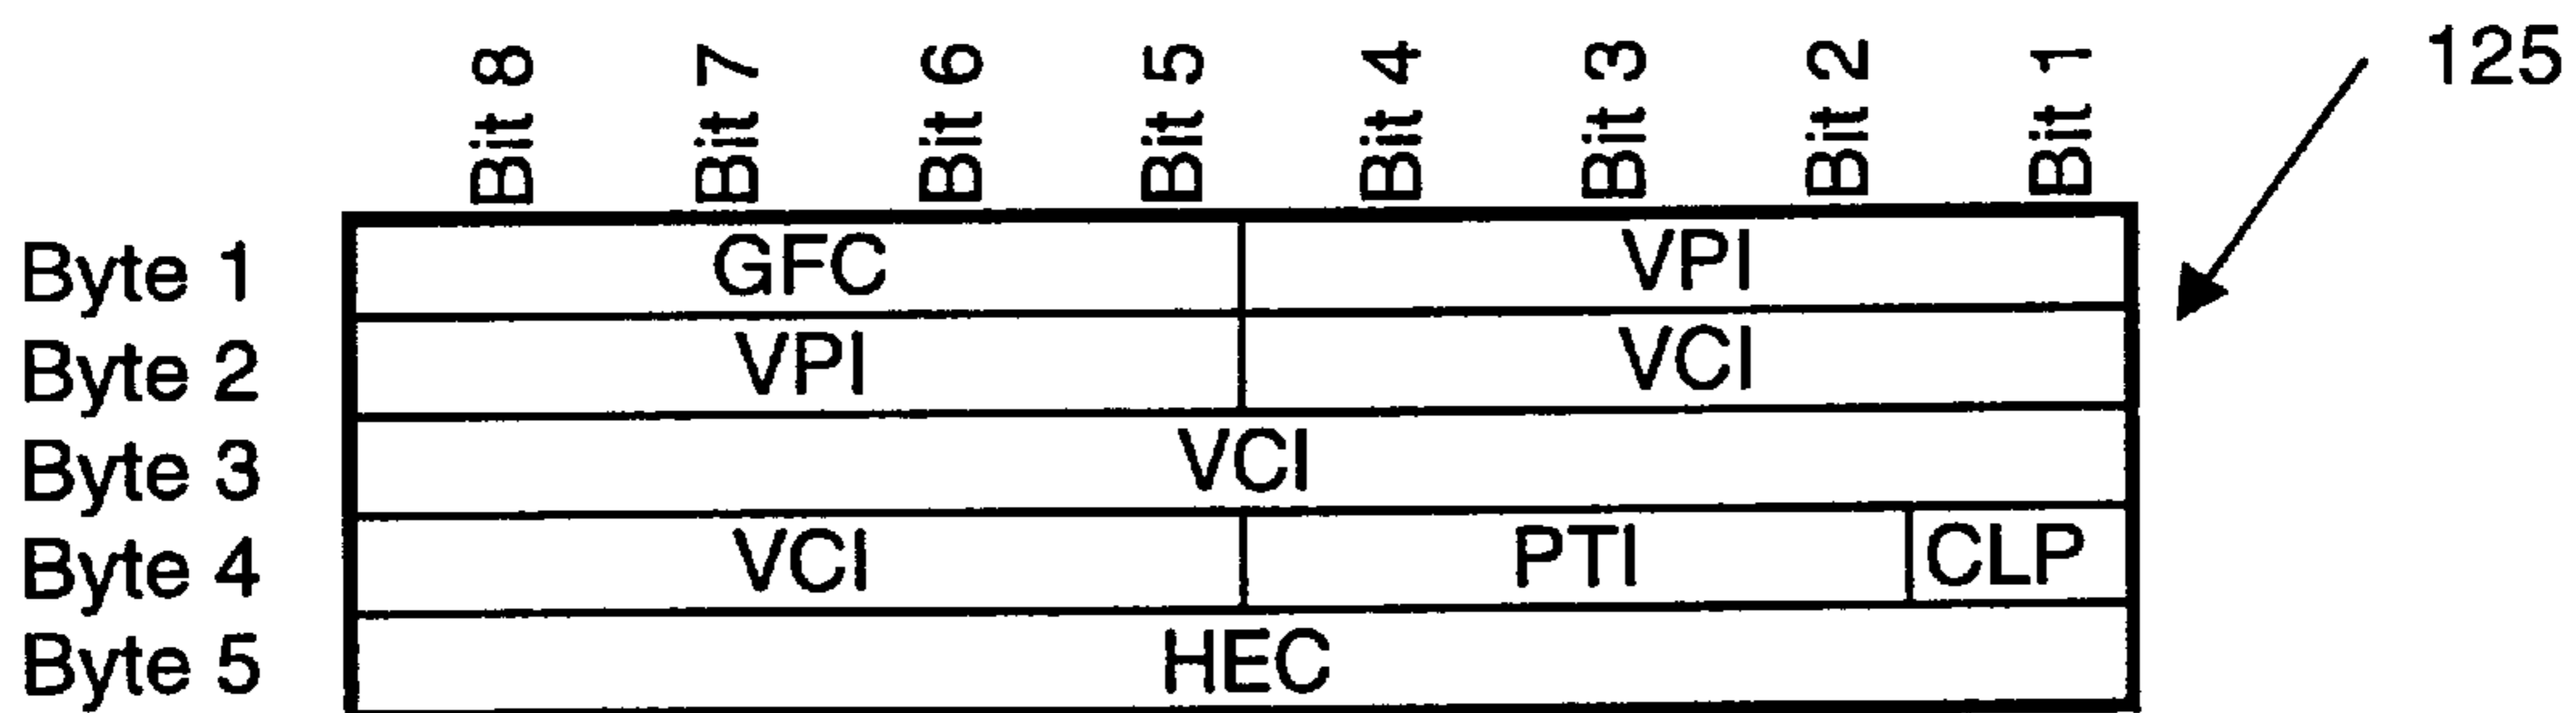 Bit 8 Bit 7 Bit 6 Bit 5 Bit 4 Bit 3 Bit 2 Bit 1
125
Byte 1 GFC VPI
Byte 2 VPI VCI
Byte 3 VCI
Byte 4 VCI PTI CLP
Byte 5 HEC